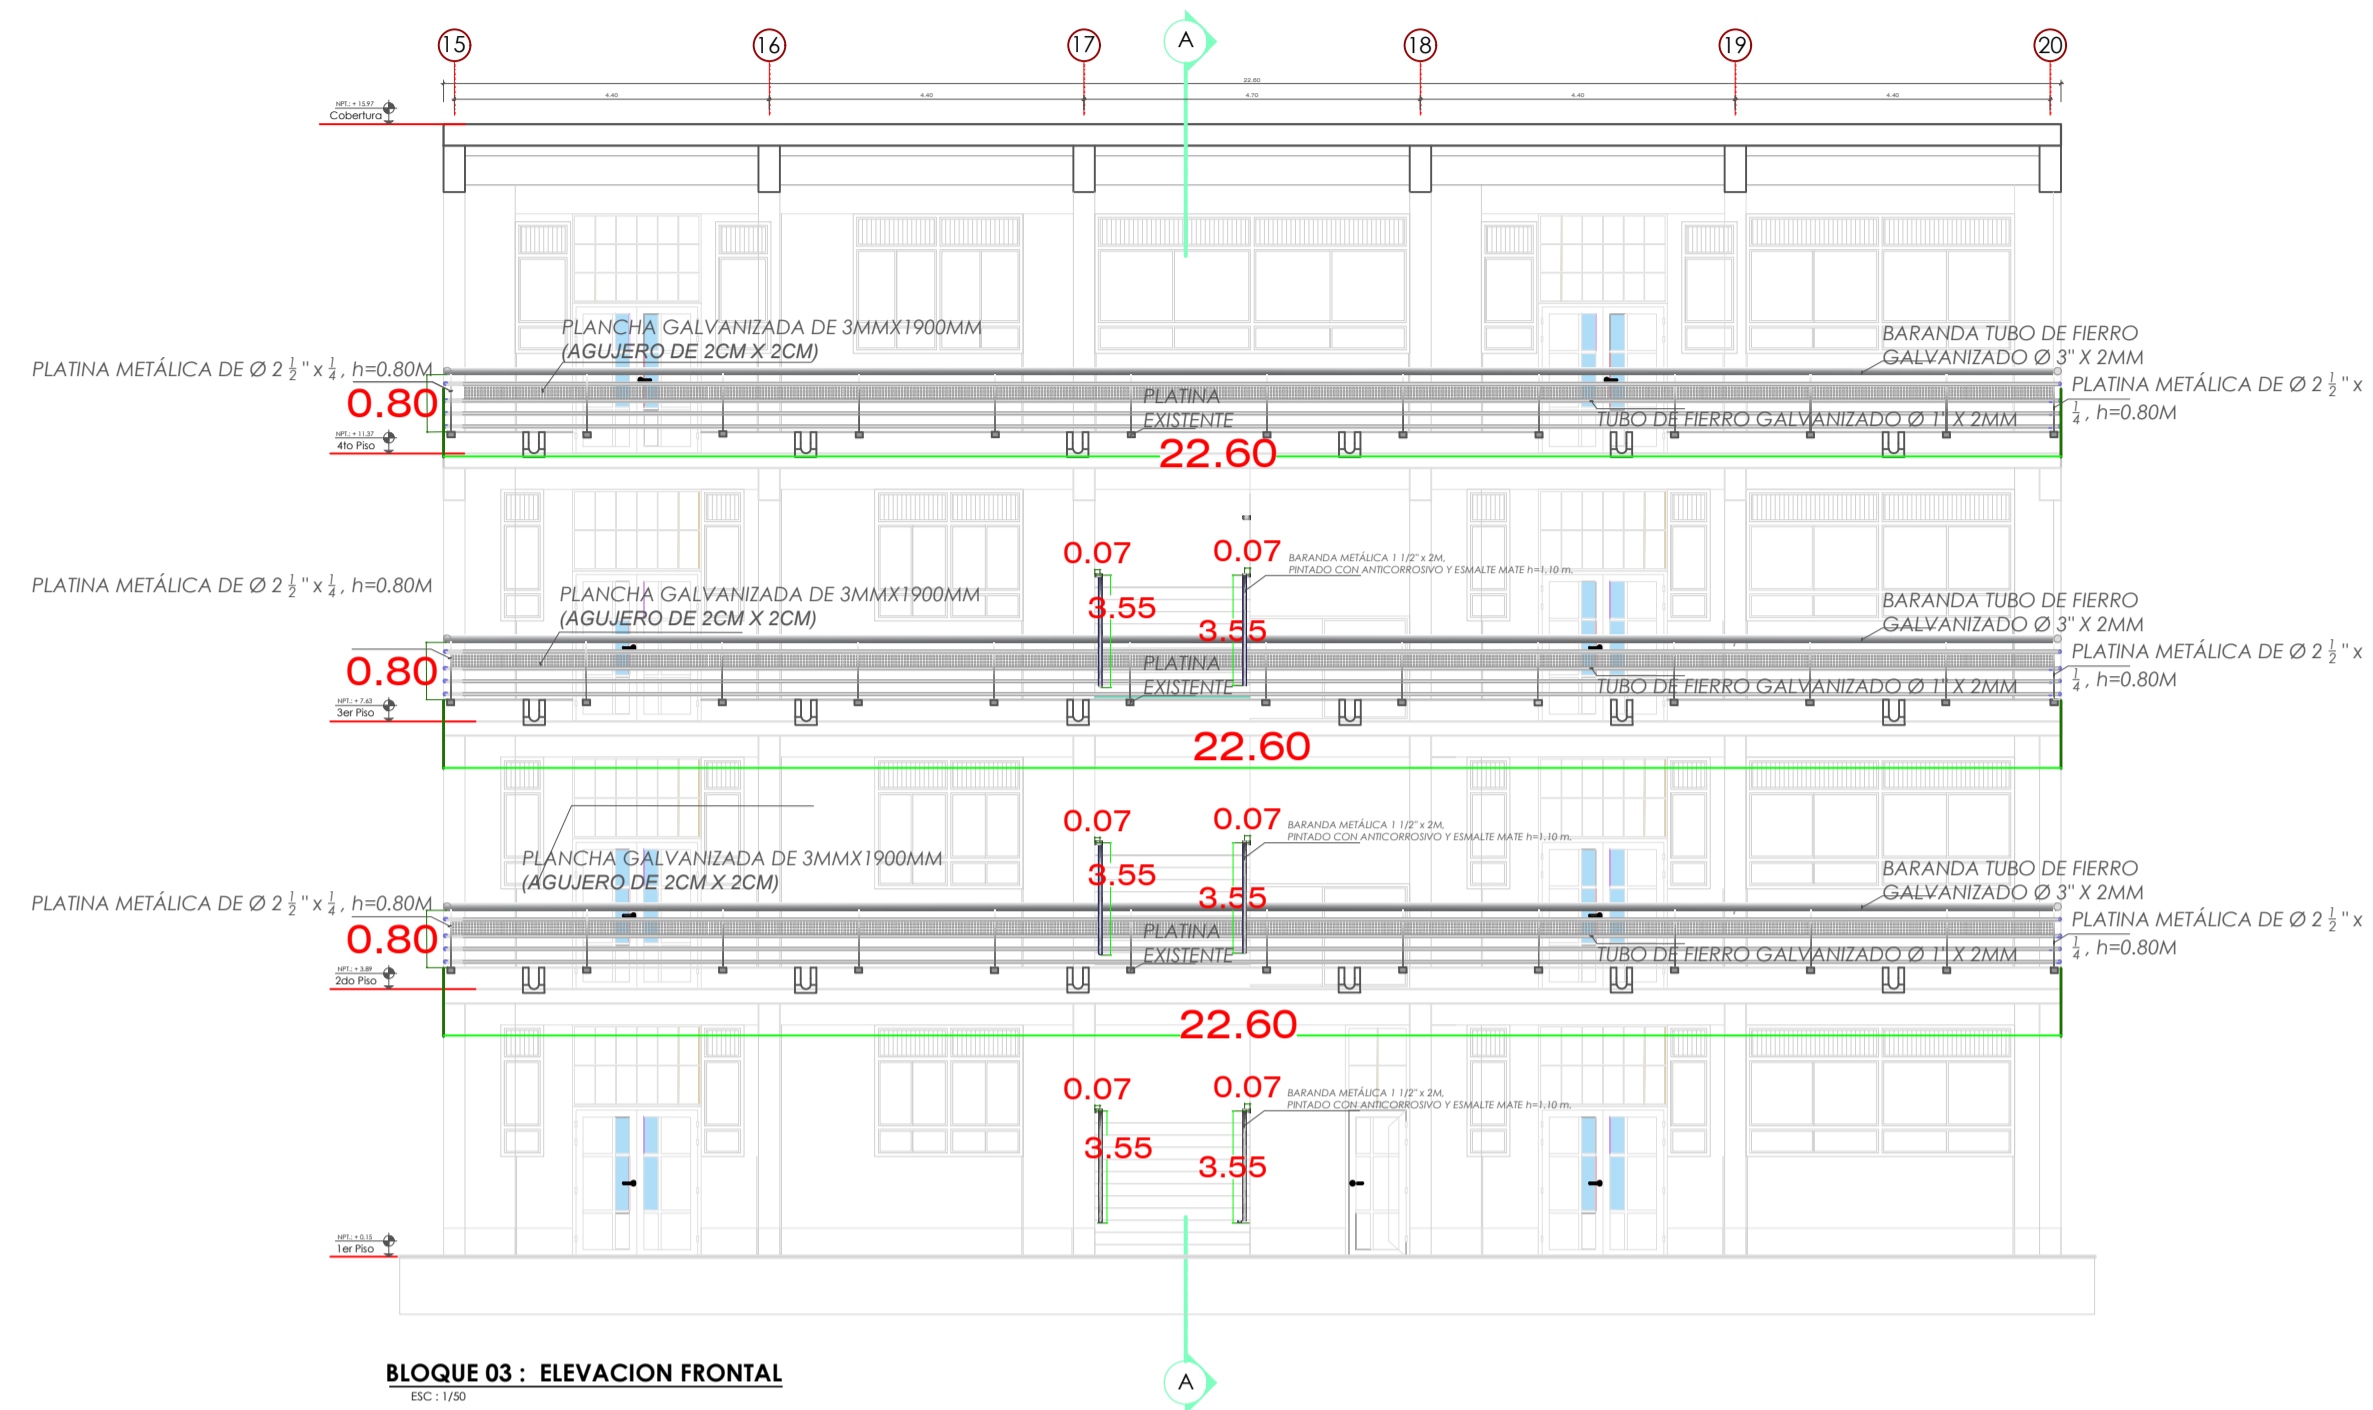 15 16 17 A 18 19 20
22.60
4.40 4.40 4.70 4.40 4.40
NPT.: + 15.97
Cobertura
PLANCHA GALVANIZADA DE 3MMX1900MM
(AGUJERO DE 2CM X 2CM)
BARANDA TUBO DE FIERRO
GALVANIZADO Ø 3" X 2MM
PLATINA METÁLICA DE Ø 2 1/2 " x 1/4 , h=0.80M
PLATINA METÁLICA DE Ø 2 1/2 " x
1/4 , h=0.80M
0.80
PLATINA
EXISTENTE
TUBO DE FIERRO GALVANIZADO Ø 1" X 2MM
NPT.: + 11.37
4to Piso
22.60
0.07 0.07
BARANDA METÁLICA 1 1/2" x 2M,
PINTADO CON ANTICORROSIVO Y ESMALTE MATE h=1.10 m.
PLATINA METÁLICA DE Ø 2 1/2 " x 1/4 , h=0.80M
PLANCHA GALVANIZADA DE 3MMX1900MM
(AGUJERO DE 2CM X 2CM)
3.55
3.55
BARANDA TUBO DE FIERRO
GALVANIZADO Ø 3" X 2MM
PLATINA METÁLICA DE Ø 2 1/2 " x
1/4 , h=0.80M
0.80
PLATINA
EXISTENTE
TUBO DE FIERRO GALVANIZADO Ø 1" X 2MM
NPT.: + 7.63
3er Piso
22.60
0.07 0.07
BARANDA METÁLICA 1 1/2" x 2M,
PINTADO CON ANTICORROSIVO Y ESMALTE MATE h=1.10 m.
PLANCHA GALVANIZADA DE 3MMX1900MM
(AGUJERO DE 2CM X 2CM)
3.55
3.55
BARANDA TUBO DE FIERRO
GALVANIZADO Ø 3" X 2MM
PLATINA METÁLICA DE Ø 2 1/2 " x 1/4 , h=0.80M
PLATINA METÁLICA DE Ø 2 1/2 " x
1/4 , h=0.80M
0.80
PLATINA
EXISTENTE
TUBO DE FIERRO GALVANIZADO Ø 1" X 2MM
NPT.: + 3.89
2do Piso
22.60
0.07 0.07
BARANDA METÁLICA 1 1/2" x 2M,
PINTADO CON ANTICORROSIVO Y ESMALTE MATE h=1.10 m.
3.55
3.55
NPT.: + 0.15
1er Piso
BLOQUE 03 : ELEVACION FRONTAL
ESC : 1/50
A